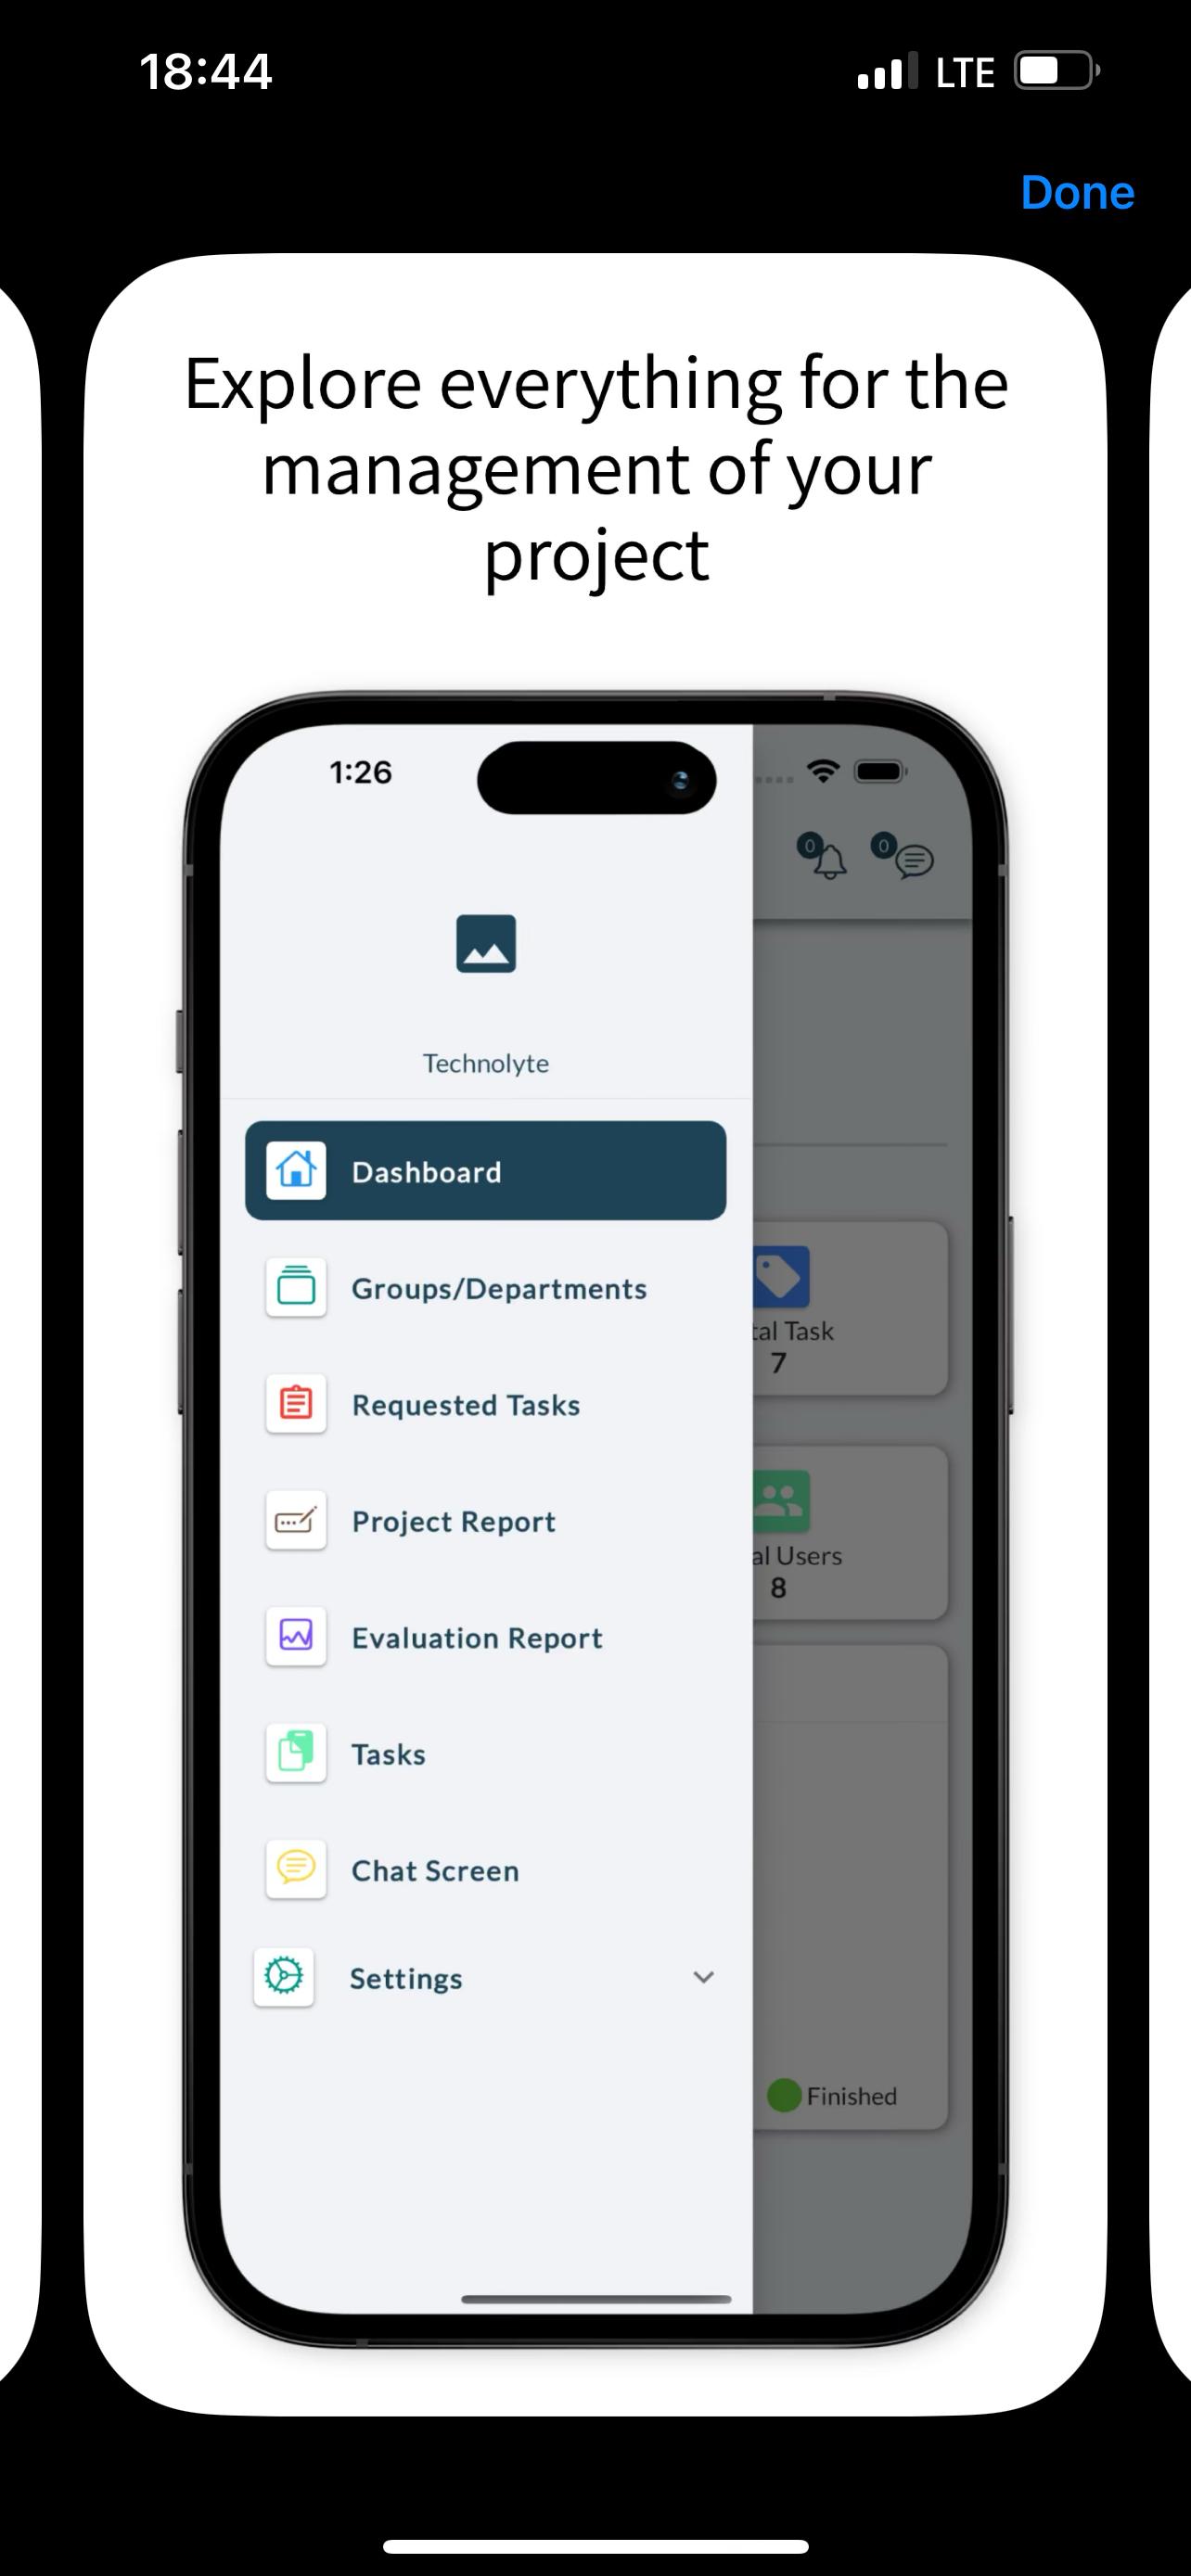 18:44
LTE
Done
Explore everything for the
management of your
project
1:26
0
0
Technolyte
Dashboard
Groups/Departments
Requested Tasks
Project Report
Evaluation Report
Tasks
Chat Screen
Settings
tal Task
7
al Users
8
Finished